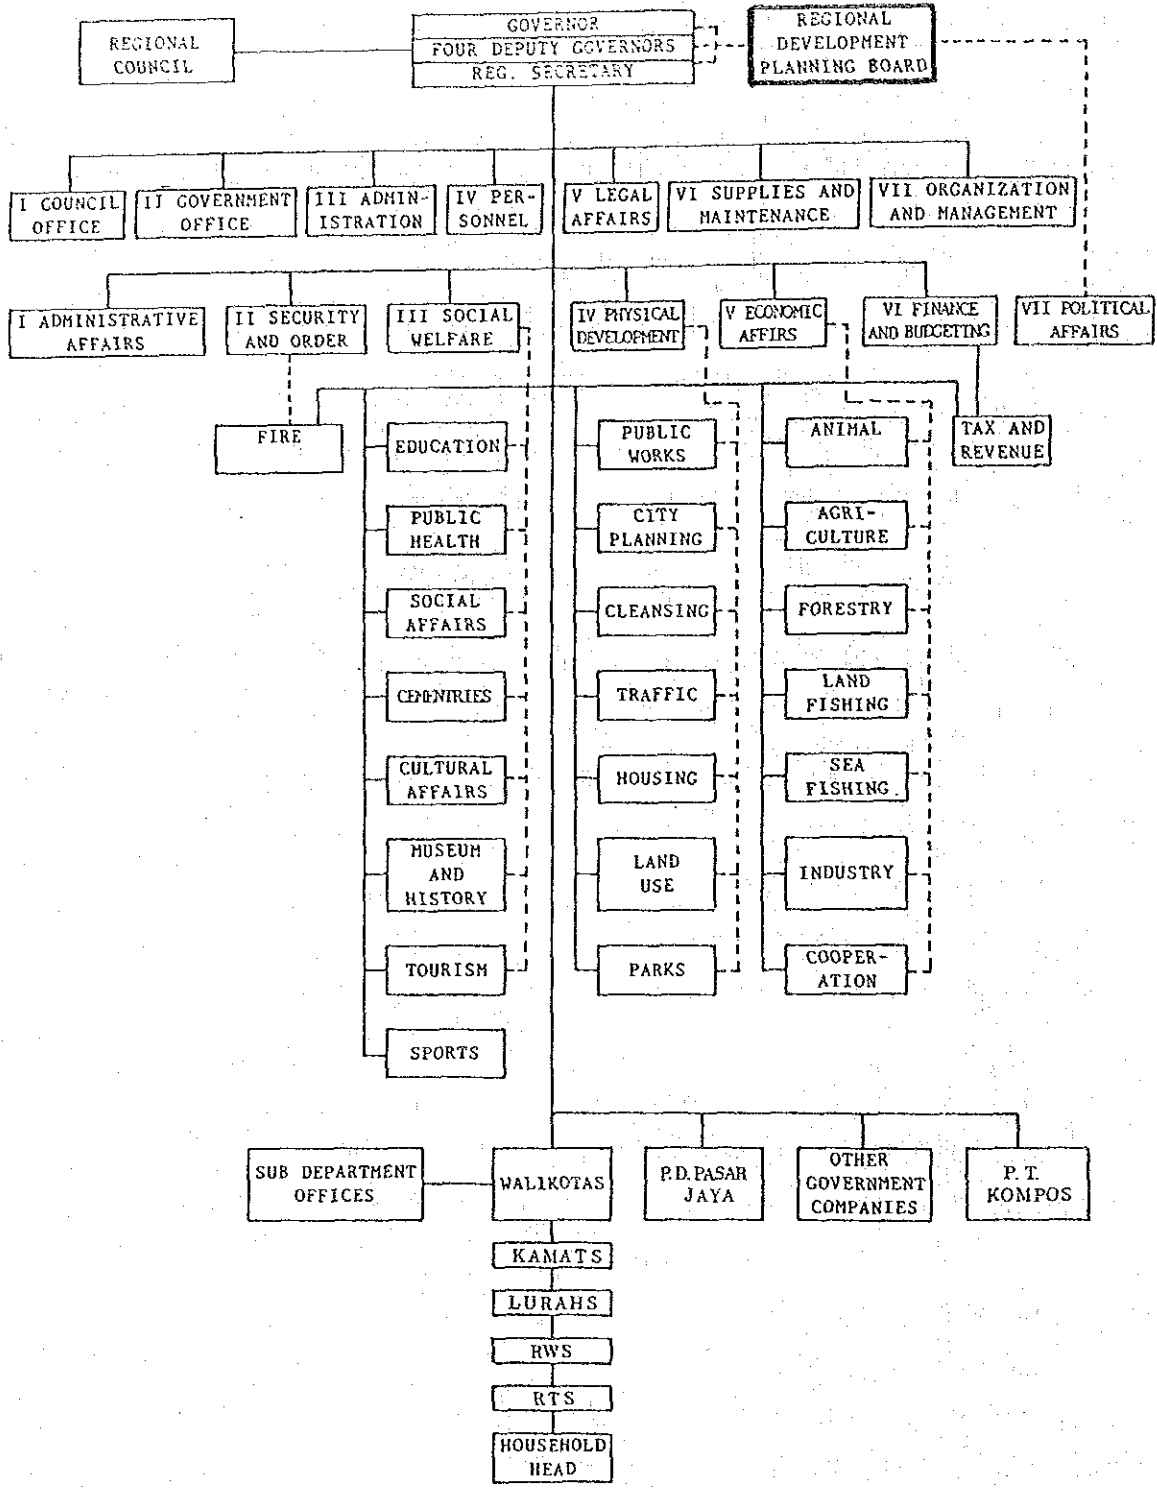 REGIONAL
COUNCIL
GOVERNOR
FOUR DEPUTY GOVERNORS
REG. SECRETARY
REGIONAL
DEVELOPMENT
PLANNING BOARD
I COUNCIL
OFFICE
II GOVERNMENT
OFFICE
III ADMIN-
ISTRATION
IV PER-
SONNEL
V LEGAL
AFFAIRS
VI SUPPLIES AND
MAINTENANCE
VII ORGANIZATION
AND MANAGEMENT
I ADMINISTRATIVE
AFFAIRS
II SECURITY
AND ORDER
III SOCIAL
WELFARE
IV PHYSICAL
DEVELOPMENT
V ECONOMIC
AFFIRS
VI FINANCE
AND BUDGETING
VII POLITICAL
AFFAIRS
FIRE
EDUCATION
PUBLIC
HEALTH
SOCIAL
AFFAIRS
CEMENTRIES
CULTURAL
AFFAIRS
MUSEUM
AND
HISTORY
TOURISM
SPORTS
PUBLIC
WORKS
CITY
PLANNING
CLEANSING
TRAFFIC
HOUSING
LAND
USE
PARKS
ANIMAL
AGRI-
CULTURE
FORESTRY
LAND
FISHING
SEA
FISHING
INDUSTRY
COOPER-
ATION
TAX AND
REVENUE
SUB DEPARTMENT
OFFICES
WALIKOTAS
P.D. PASAR
JAYA
OTHER
GOVERNMENT
COMPANIES
P.T.
KOMPOS
KAMATS
LURAHS
RWS
RTS
HOUSEHOLD
HEAD